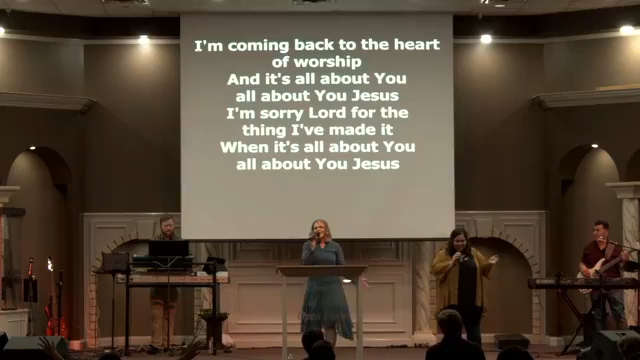 I'm coming back to the heart
of worship
And it's all about You
all about You Jesus
I'm sorry Lord for the
thing I've made it
When it's all about You
all about You Jesus